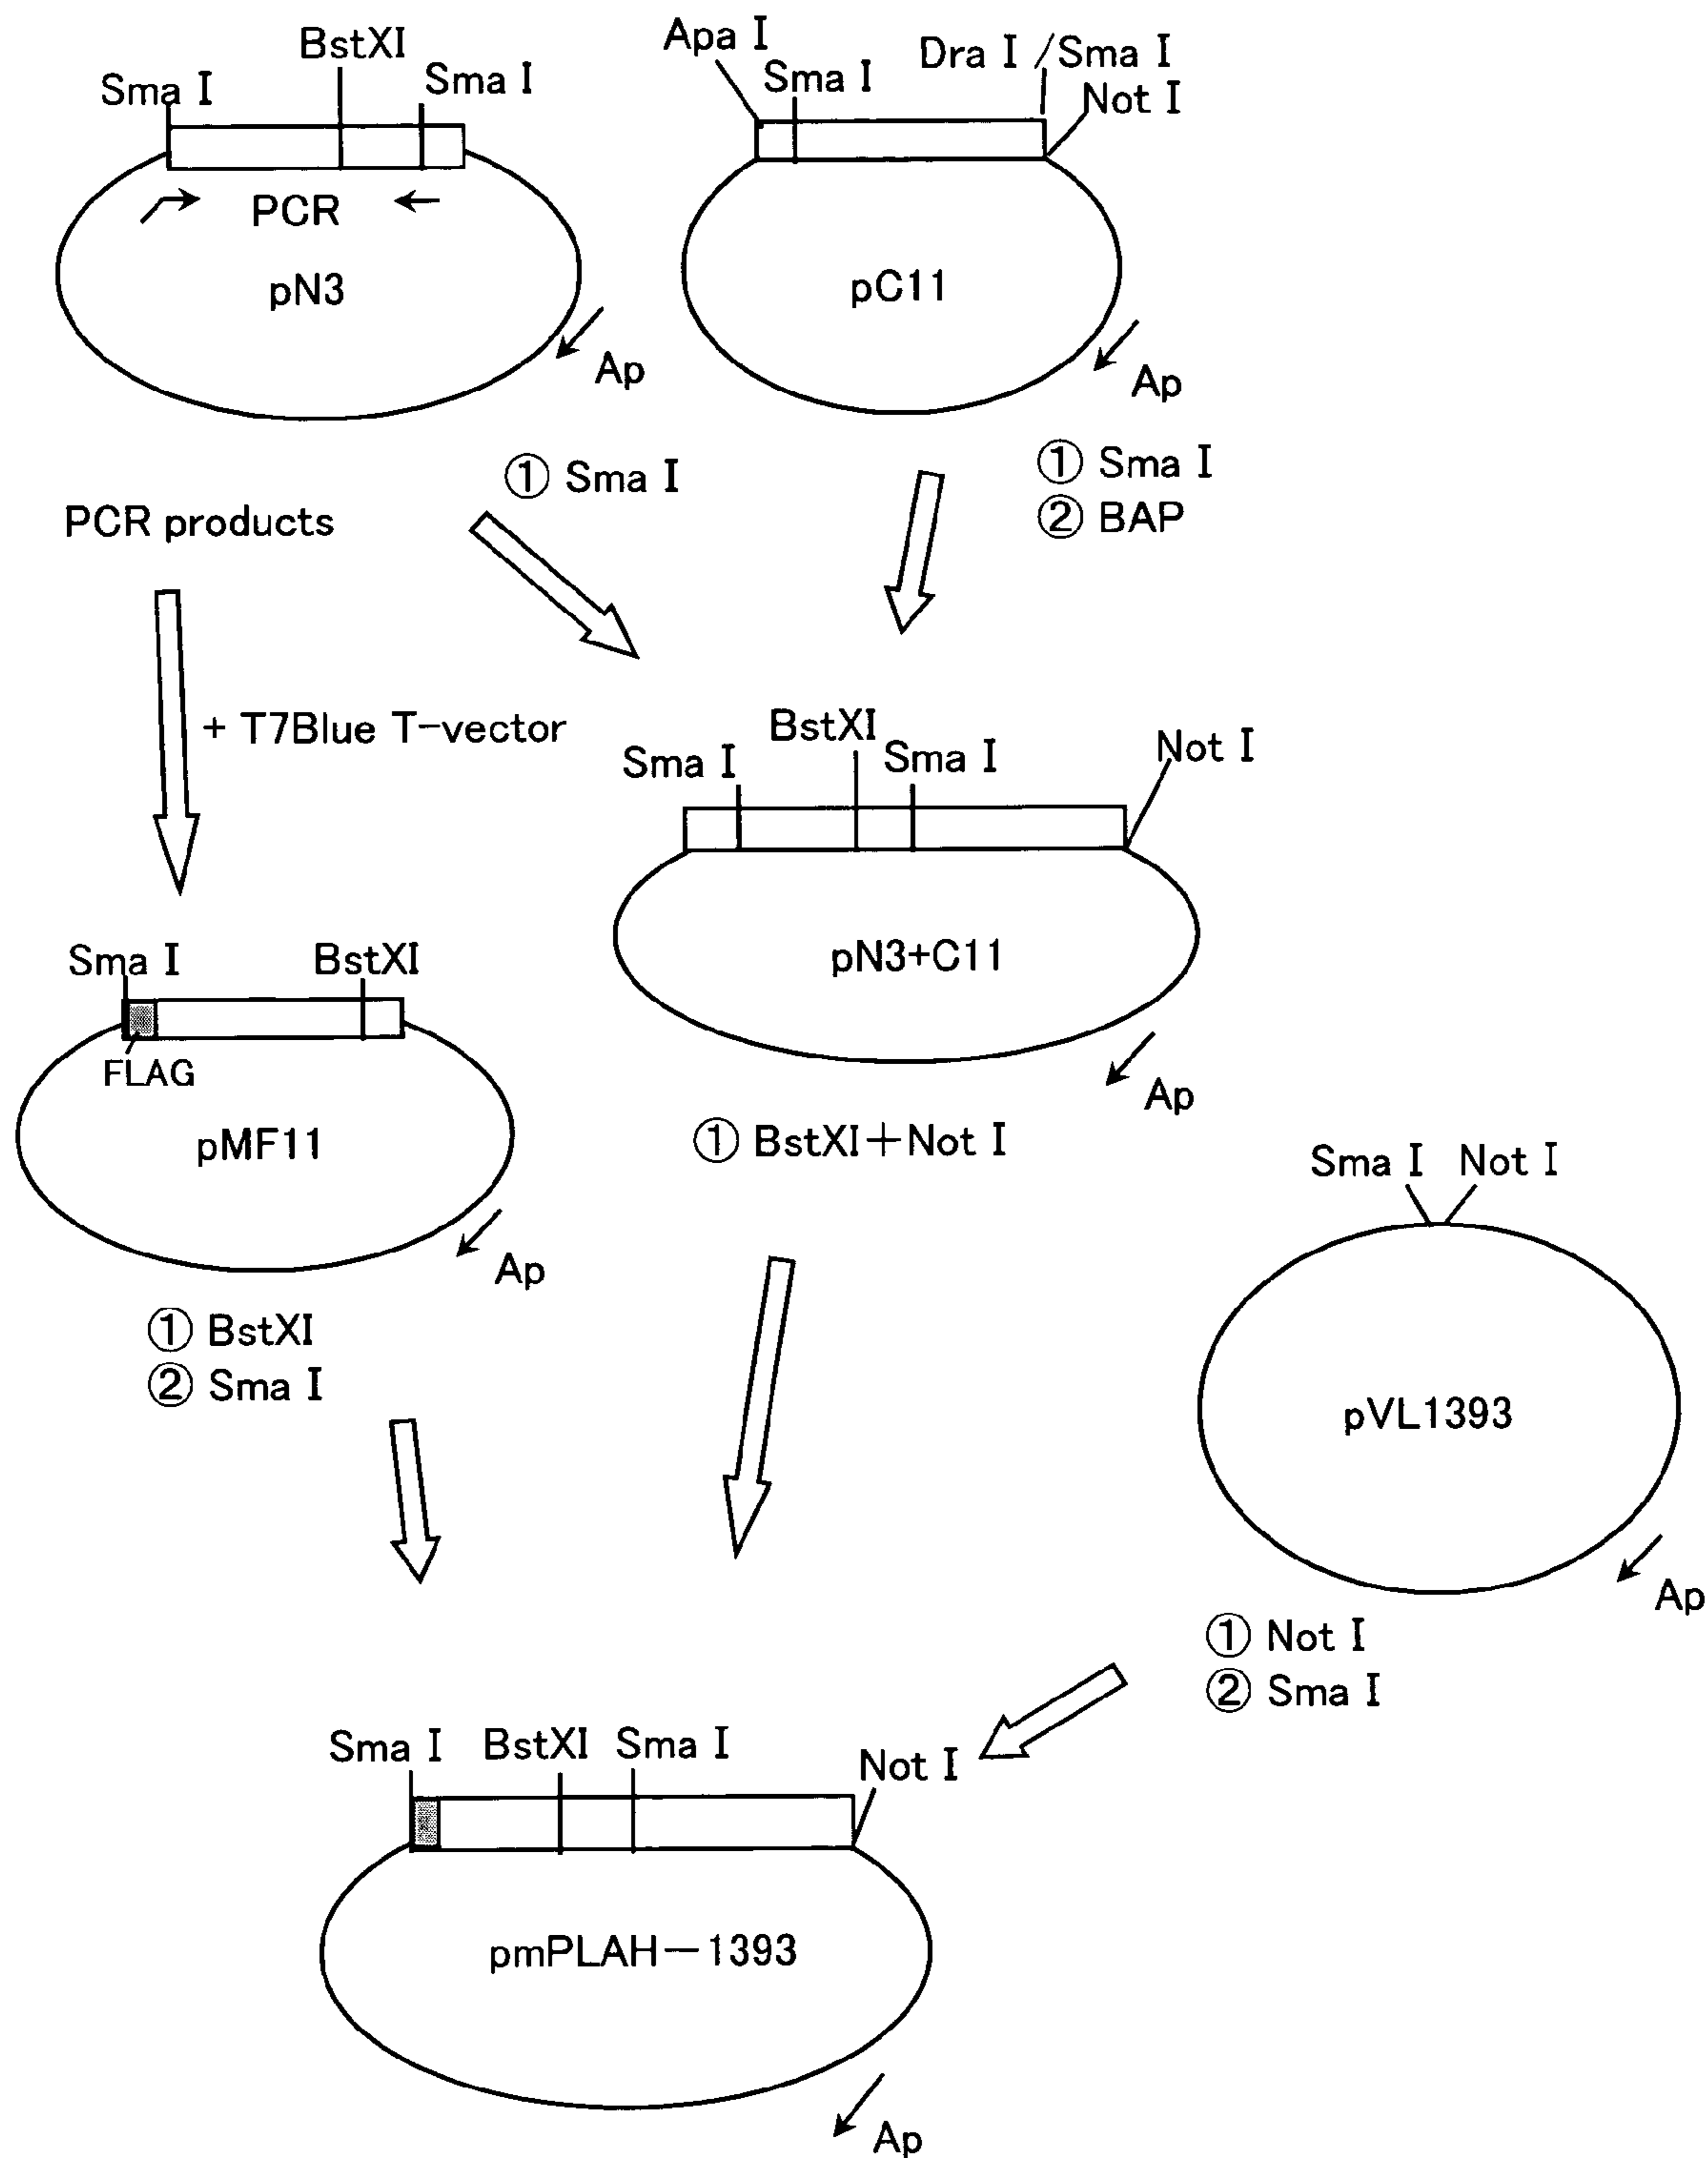 BstXI
Sma I
Sma I
PCR
pN3
Ap
Apa I
Sma I
Dra I /Sma I
Not I
pC11
Ap
① Sma I
① Sma I
② BAP
PCR products
+ T7Blue T-vector
BstXI
Sma I
Sma I
Not I
pN3+C11
Ap
Sma I
BstXI
FLAG
pMF11
Ap
① BstXI+Not I
① BstXI
② Sma I
Sma I Not I
pVL1393
Ap
① Not I
② Sma I
Sma I BstXI Sma I
Not I
pmPLAH-1393
Ap